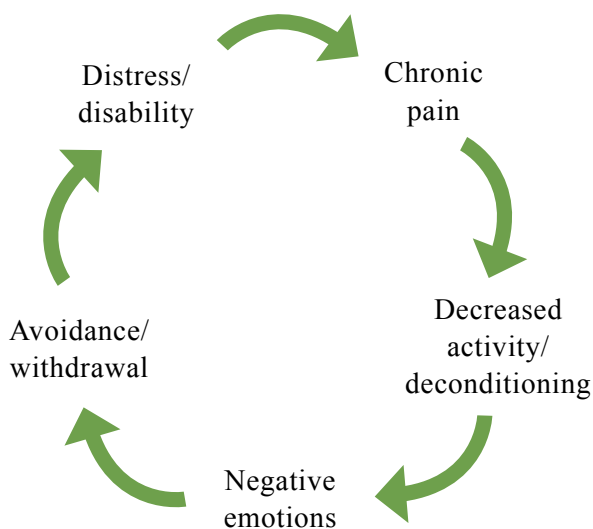 Distress/
disability
Chronic
pain
Decreased
activity/
deconditioning
Negative
emotions
Avoidance/
withdrawal